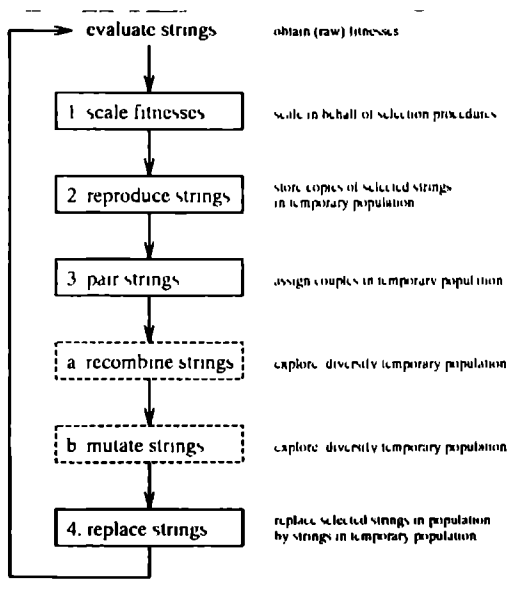 evaluate strings obtain (raw) fitnesses
1 scale fitnesses scale in behalf of selection procedures
2 reproduce strings store copies of selected strings
in temporary population
3 pair strings assign couples in temporary population
a recombine strings explore diversify temporary population
b mutate strings explore diversify temporary population
4. replace strings replace selected strings in population
by strings in temporary population